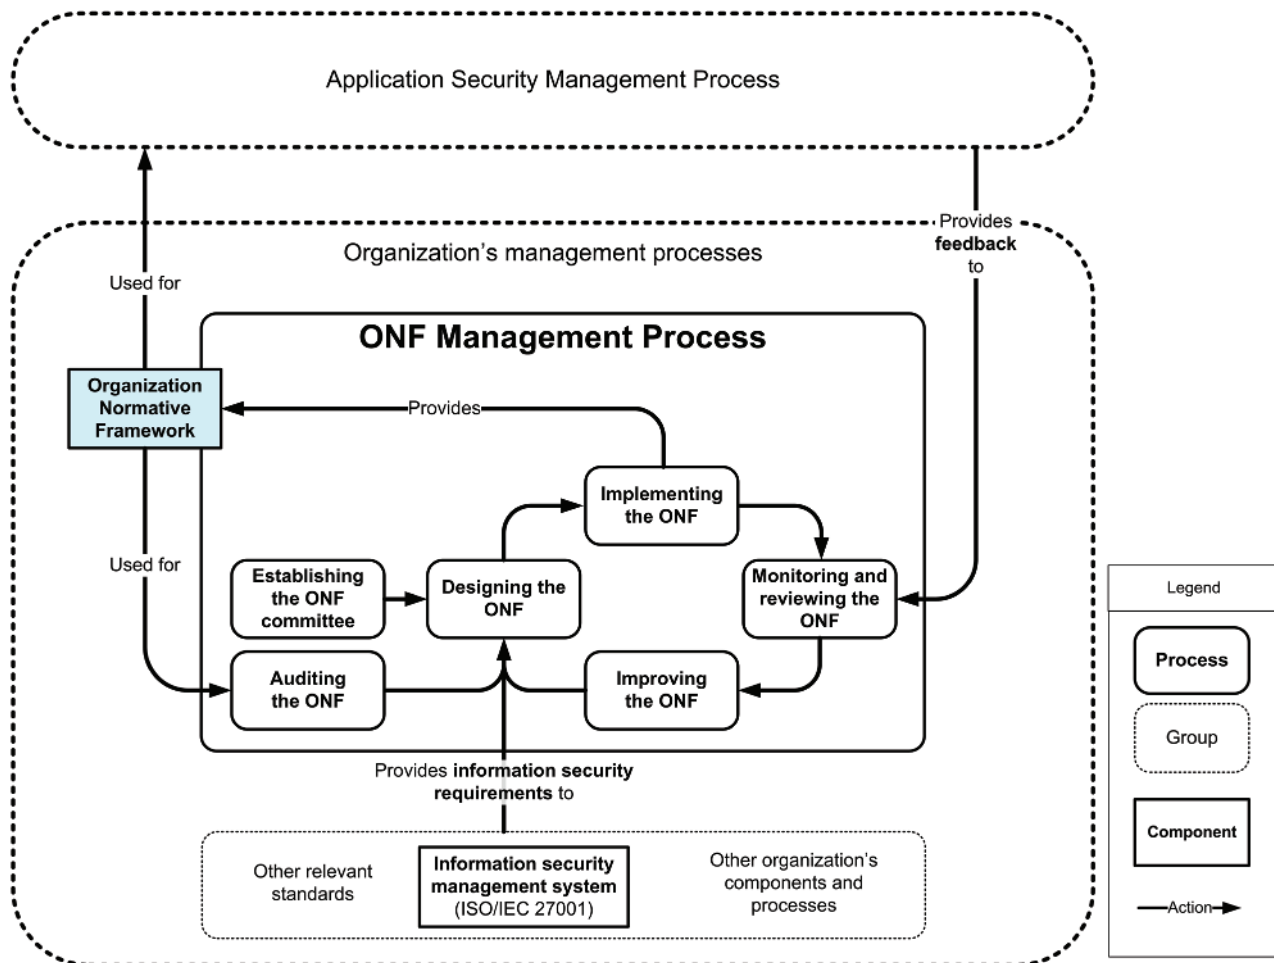 Application Security Management Process
Provides
feedback
to
Organization's management processes
Used for
ONF Management Process
Organization
Normative
Framework
Provides
Implementing
the ONF
Used for
Establishing
the ONF
committee
Designing the
ONF
Monitoring and
reviewing the
ONF
Auditing
the ONF
Improving
the ONF
Provides information security
requirements to
Other relevant
standards
Information security
management system
(ISO/IEC 27001)
Other organization's
components and
processes
Legend
Process
Group
Component
Action